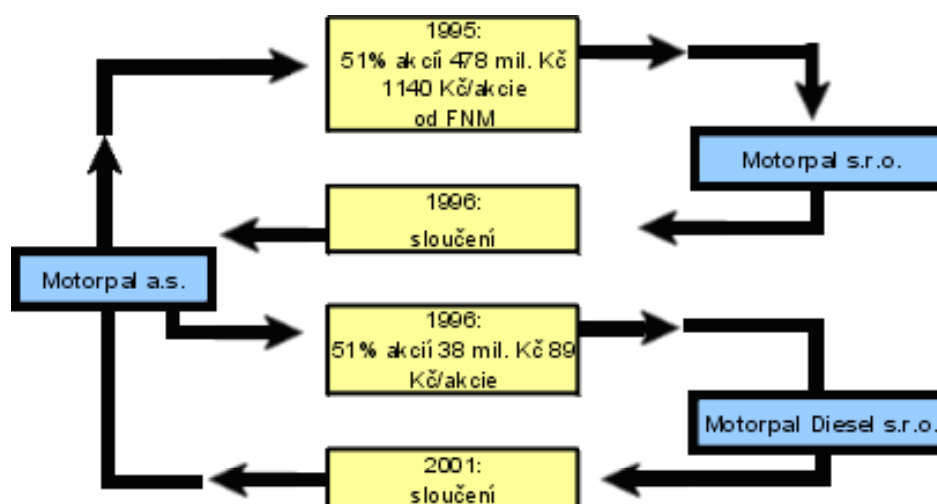 1995:
51% akcií 478 mil. Kč
1140 Kč/akcie
od FNM
Motorpal s.r.o.
1996:
sloučení
Motorpal a.s.
1996:
51% akcií 38 mil. Kč 89
Kč/akcie
Motorpal Diesel s.r.o.
2001:
sloučení